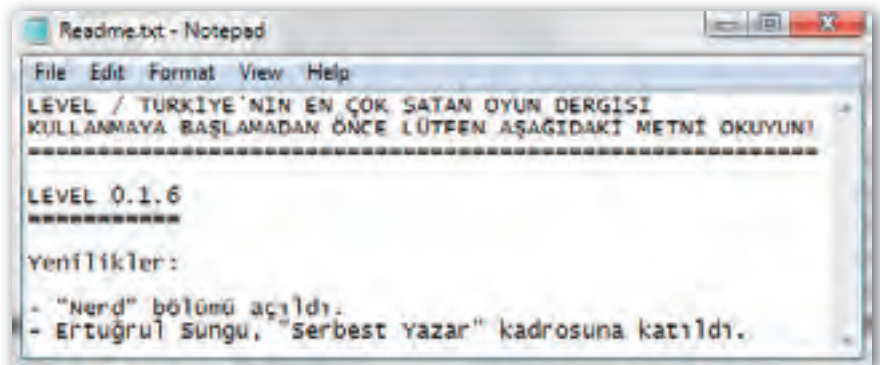 Readme.txt - Notepad
File Edit Format View Help
LEVEL / TÜRKİYE'NİN EN ÇOK SATAN OYUN DERGİSİ
KULLANMAYA BAŞLAMADAN ÖNCE LÜTFEN AŞAĞIDAKİ METNİ OKUYUN!
=========================================================
LEVEL 0.1.6
===========
Yenilikler:
- "Nerd" bölümü açıldı.
- Ertuğrul Süngü, "Serbest Yazar" kadrosuna katıldı.